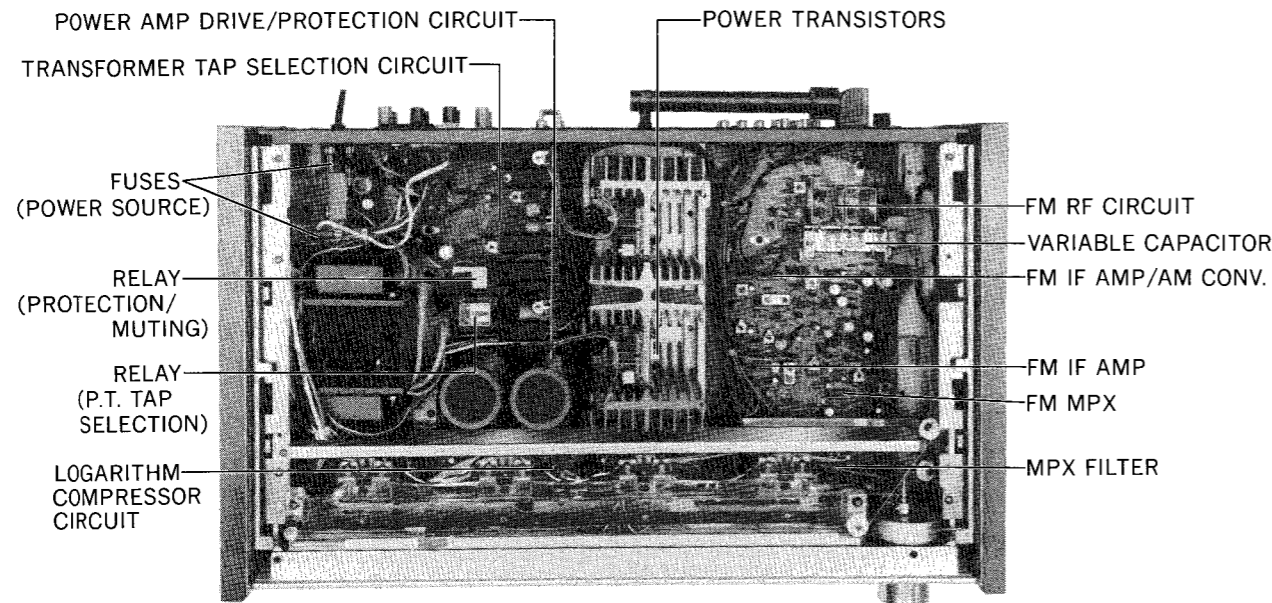 POWER AMP DRIVE/PROTECTION CIRCUIT
POWER TRANSISTORS
TRANSFORMER TAP SELECTION CIRCUIT
FUSES
(POWER SOURCE)
RELAY
(PROTECTION/
MUTING)
RELAY
(P.T. TAP
SELECTION)
LOGARITHM
COMPRESSOR
CIRCUIT
FM RF CIRCUIT
VARIABLE CAPACITOR
FM IF AMP/AM CONV.
FM IF AMP
FM MPX
MPX FILTER